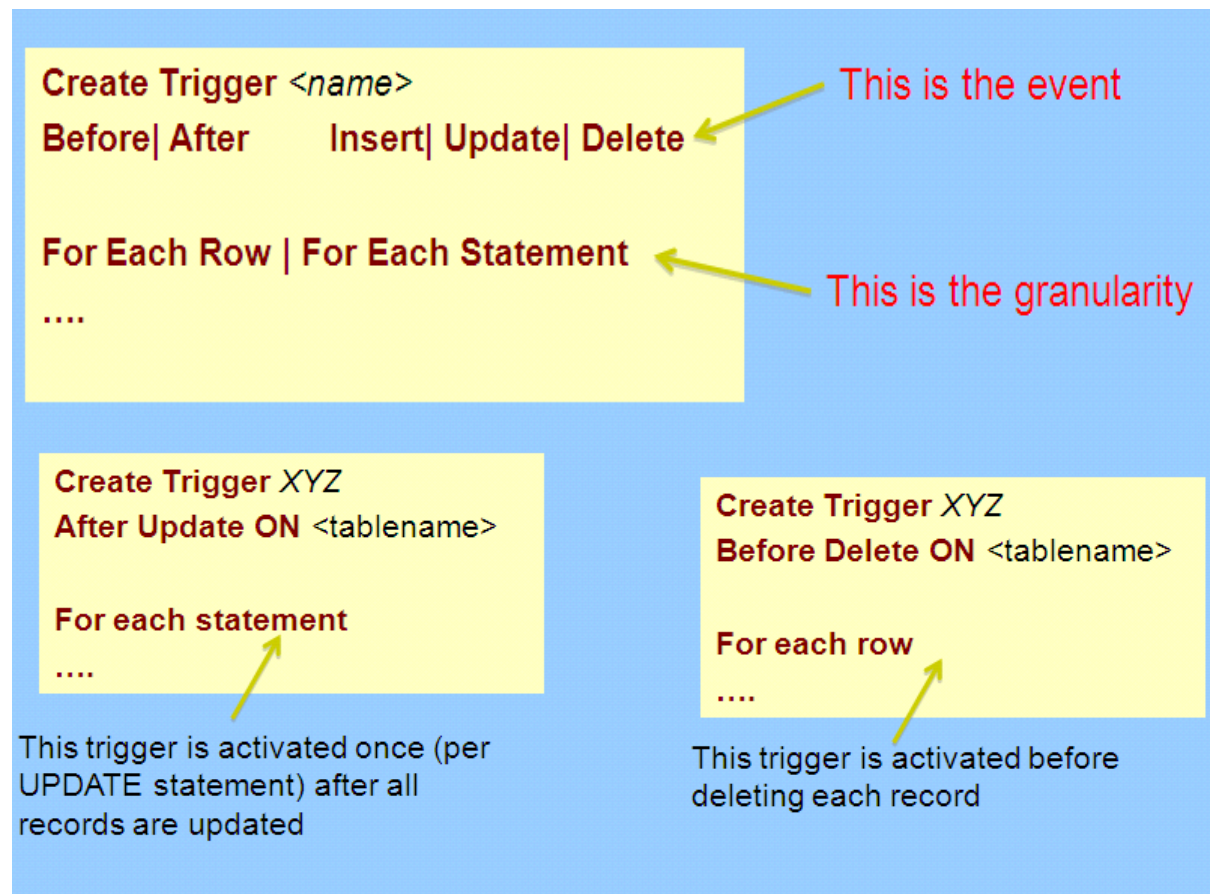 Create Trigger <name>
This is the event
Before| After Insert| Update| Delete
For Each Row | For Each Statement
This is the granularity
....
Create Trigger XYZ
After Update ON <tablename>
For each statement
....
This trigger is activated once (per
UPDATE statement) after all
records are updated
Create Trigger XYZ
Before Delete ON <tablename>
For each row
....
This trigger is activated before
deleting each record